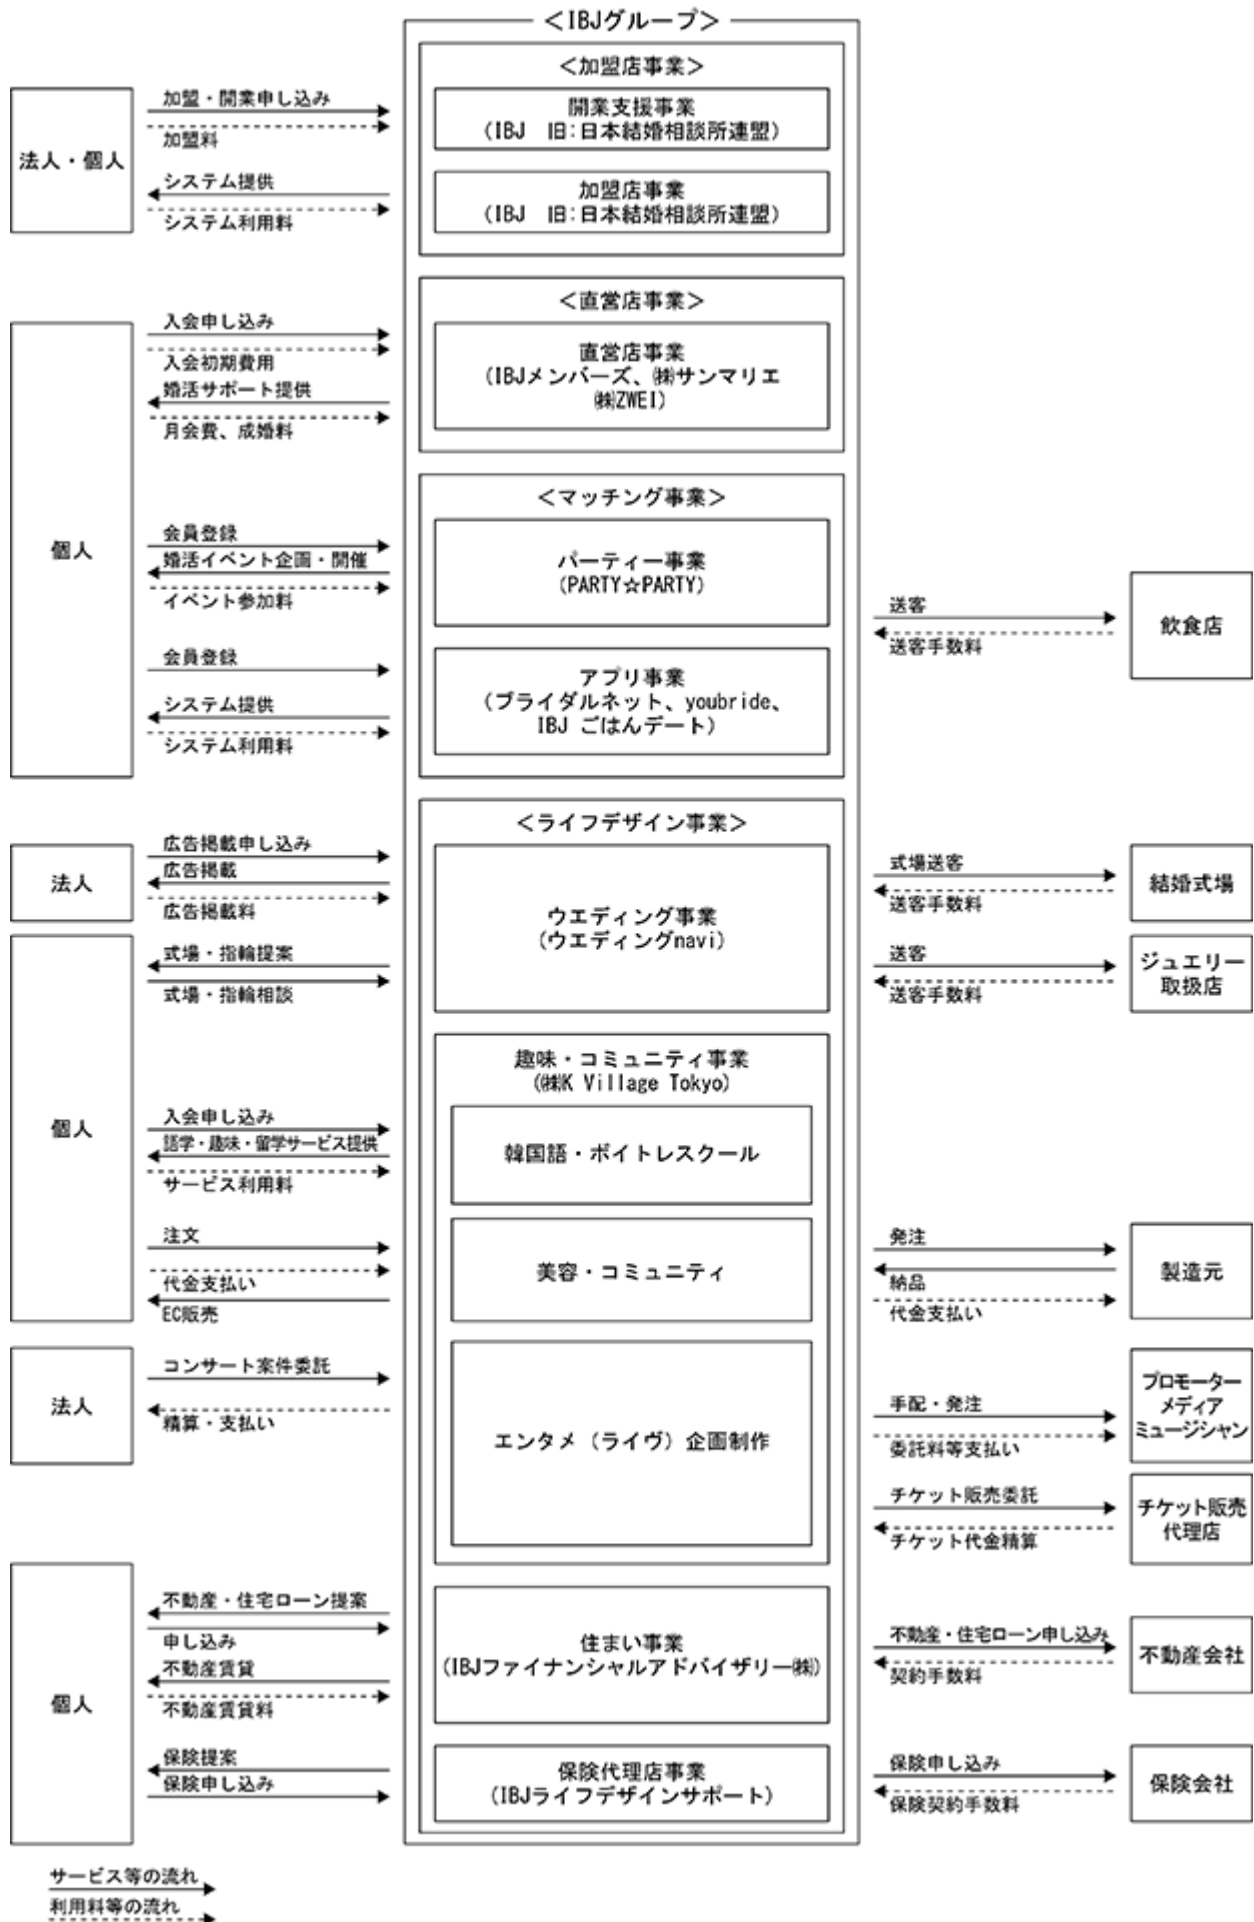 ＜IBJグループ＞
＜加盟店事業＞
開業支援事業
（IBJ　旧：日本結婚相談所連盟）
加盟店事業
（IBJ　旧：日本結婚相談所連盟）
法人・個人
加盟・開業申し込み
加盟料
システム提供
システム利用料
＜直営店事業＞
直営店事業
（IBJメンバーズ、㈱サンマリエ
㈱ZWEI）
個人
入会申し込み
入会初期費用
婚活サポート提供
月会費、成婚料
＜マッチング事業＞
パーティー事業
（PARTY☆PARTY）
会員登録
婚活イベント企画・開催
イベント参加料
アプリ事業
（ブライダルネット、youbride、
IBJ ごはんデート）
会員登録
システム提供
システム利用料
送客
送客手数料
飲食店
＜ライフデザイン事業＞
ウエディング事業
（ウエディングnavi）
法人
広告掲載申し込み
広告掲載
広告掲載料
式場送客
送客手数料
結婚式場
個人
式場・指輪提案
式場・指輪相談
送客
送客手数料
ジュエリー
取扱店
趣味・コミュニティ事業
（㈱K Village Tokyo）
韓国語・ボイトレスクール
入会申し込み
語学・趣味・留学サービス提供
サービス利用料
美容・コミュニティ
注文
代金支払い
EC販売
発注
納品
代金支払い
製造元
エンタメ（ライヴ）企画制作
法人
コンサート案件委託
精算・支払い
手配・発注
委託料等支払い
プロモーター
メディア
ミュージシャン
チケット販売委託
チケット代金精算
チケット販売
代理店
個人
不動産・住宅ローン提案
申し込み
不動産賃貸
不動産賃貸料
住まい事業
（IBJファイナンシャルアドバイザリー㈱）
不動産・住宅ローン申し込み
契約手数料
不動産会社
保険提案
保険申し込み
保険代理店事業
（IBJライフデザインサポート）
保険申し込み
保険契約手数料
保険会社
サービス等の流れ
利用料等の流れ